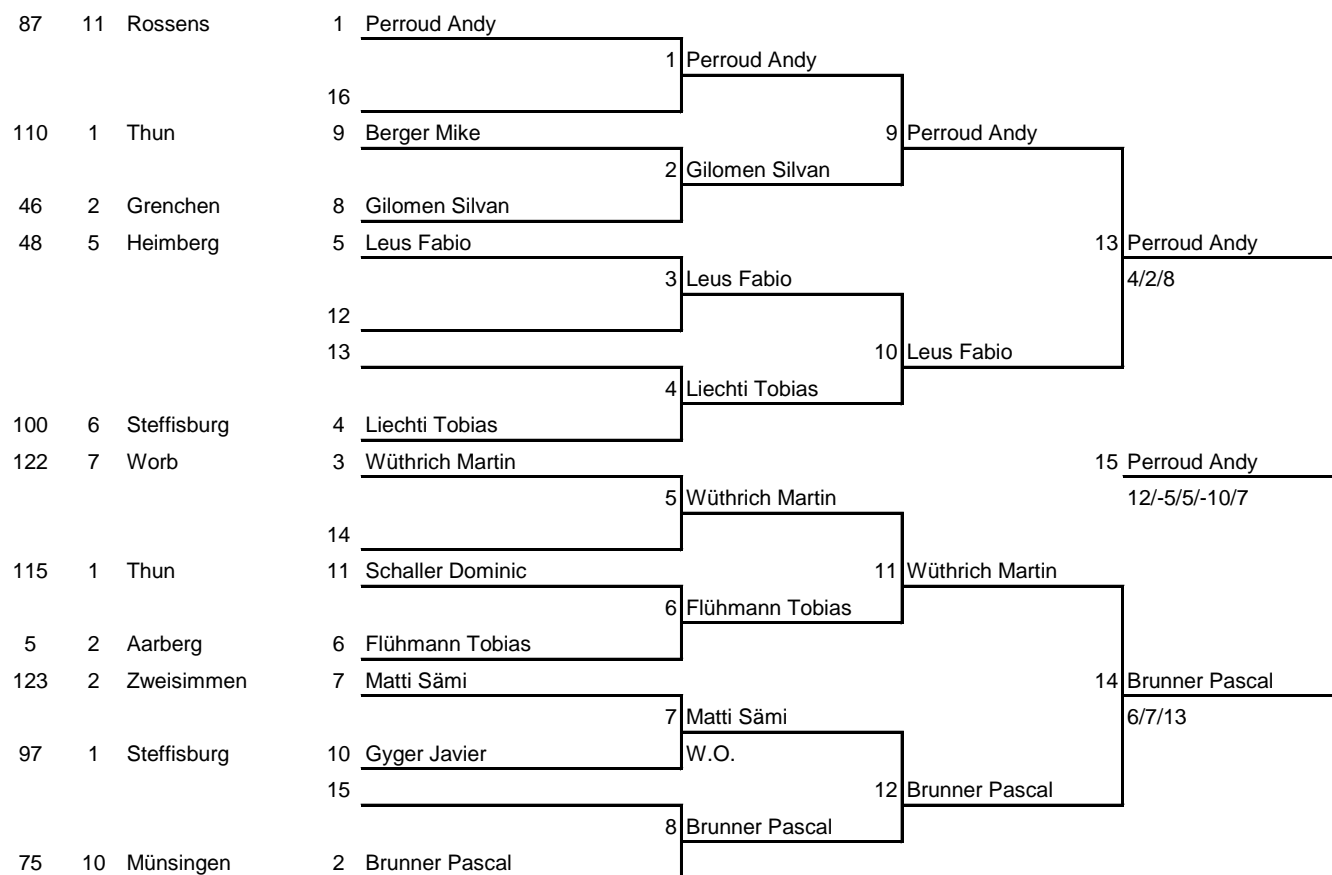 87 11 Rossens 1 Perroud Andy
1 Perroud Andy
16
110 1 Thun 9 Berger Mike 9 Perroud Andy
2 Gilomen Silvan
46 2 Grenchen 8 Gilomen Silvan
48 5 Heimberg 5 Leus Fabio 13 Perroud Andy
3 Leus Fabio 4/2/8
12
13 10 Leus Fabio
4 Liechti Tobias
100 6 Steffisburg 4 Liechti Tobias
122 7 Worb 3 Wüthrich Martin 15 Perroud Andy
5 Wüthrich Martin 12/-5/5/-10/7
14
115 1 Thun 11 Schaller Dominic 11 Wüthrich Martin
6 Flühmann Tobias
5 2 Aarberg 6 Flühmann Tobias
123 2 Zweisimmen 7 Matti Sämi 14 Brunner Pascal
7 Matti Sämi 6/7/13
97 1 Steffisburg 10 Gyger Javier W.O.
15 12 Brunner Pascal
8 Brunner Pascal
75 10 Münsingen 2 Brunner Pascal